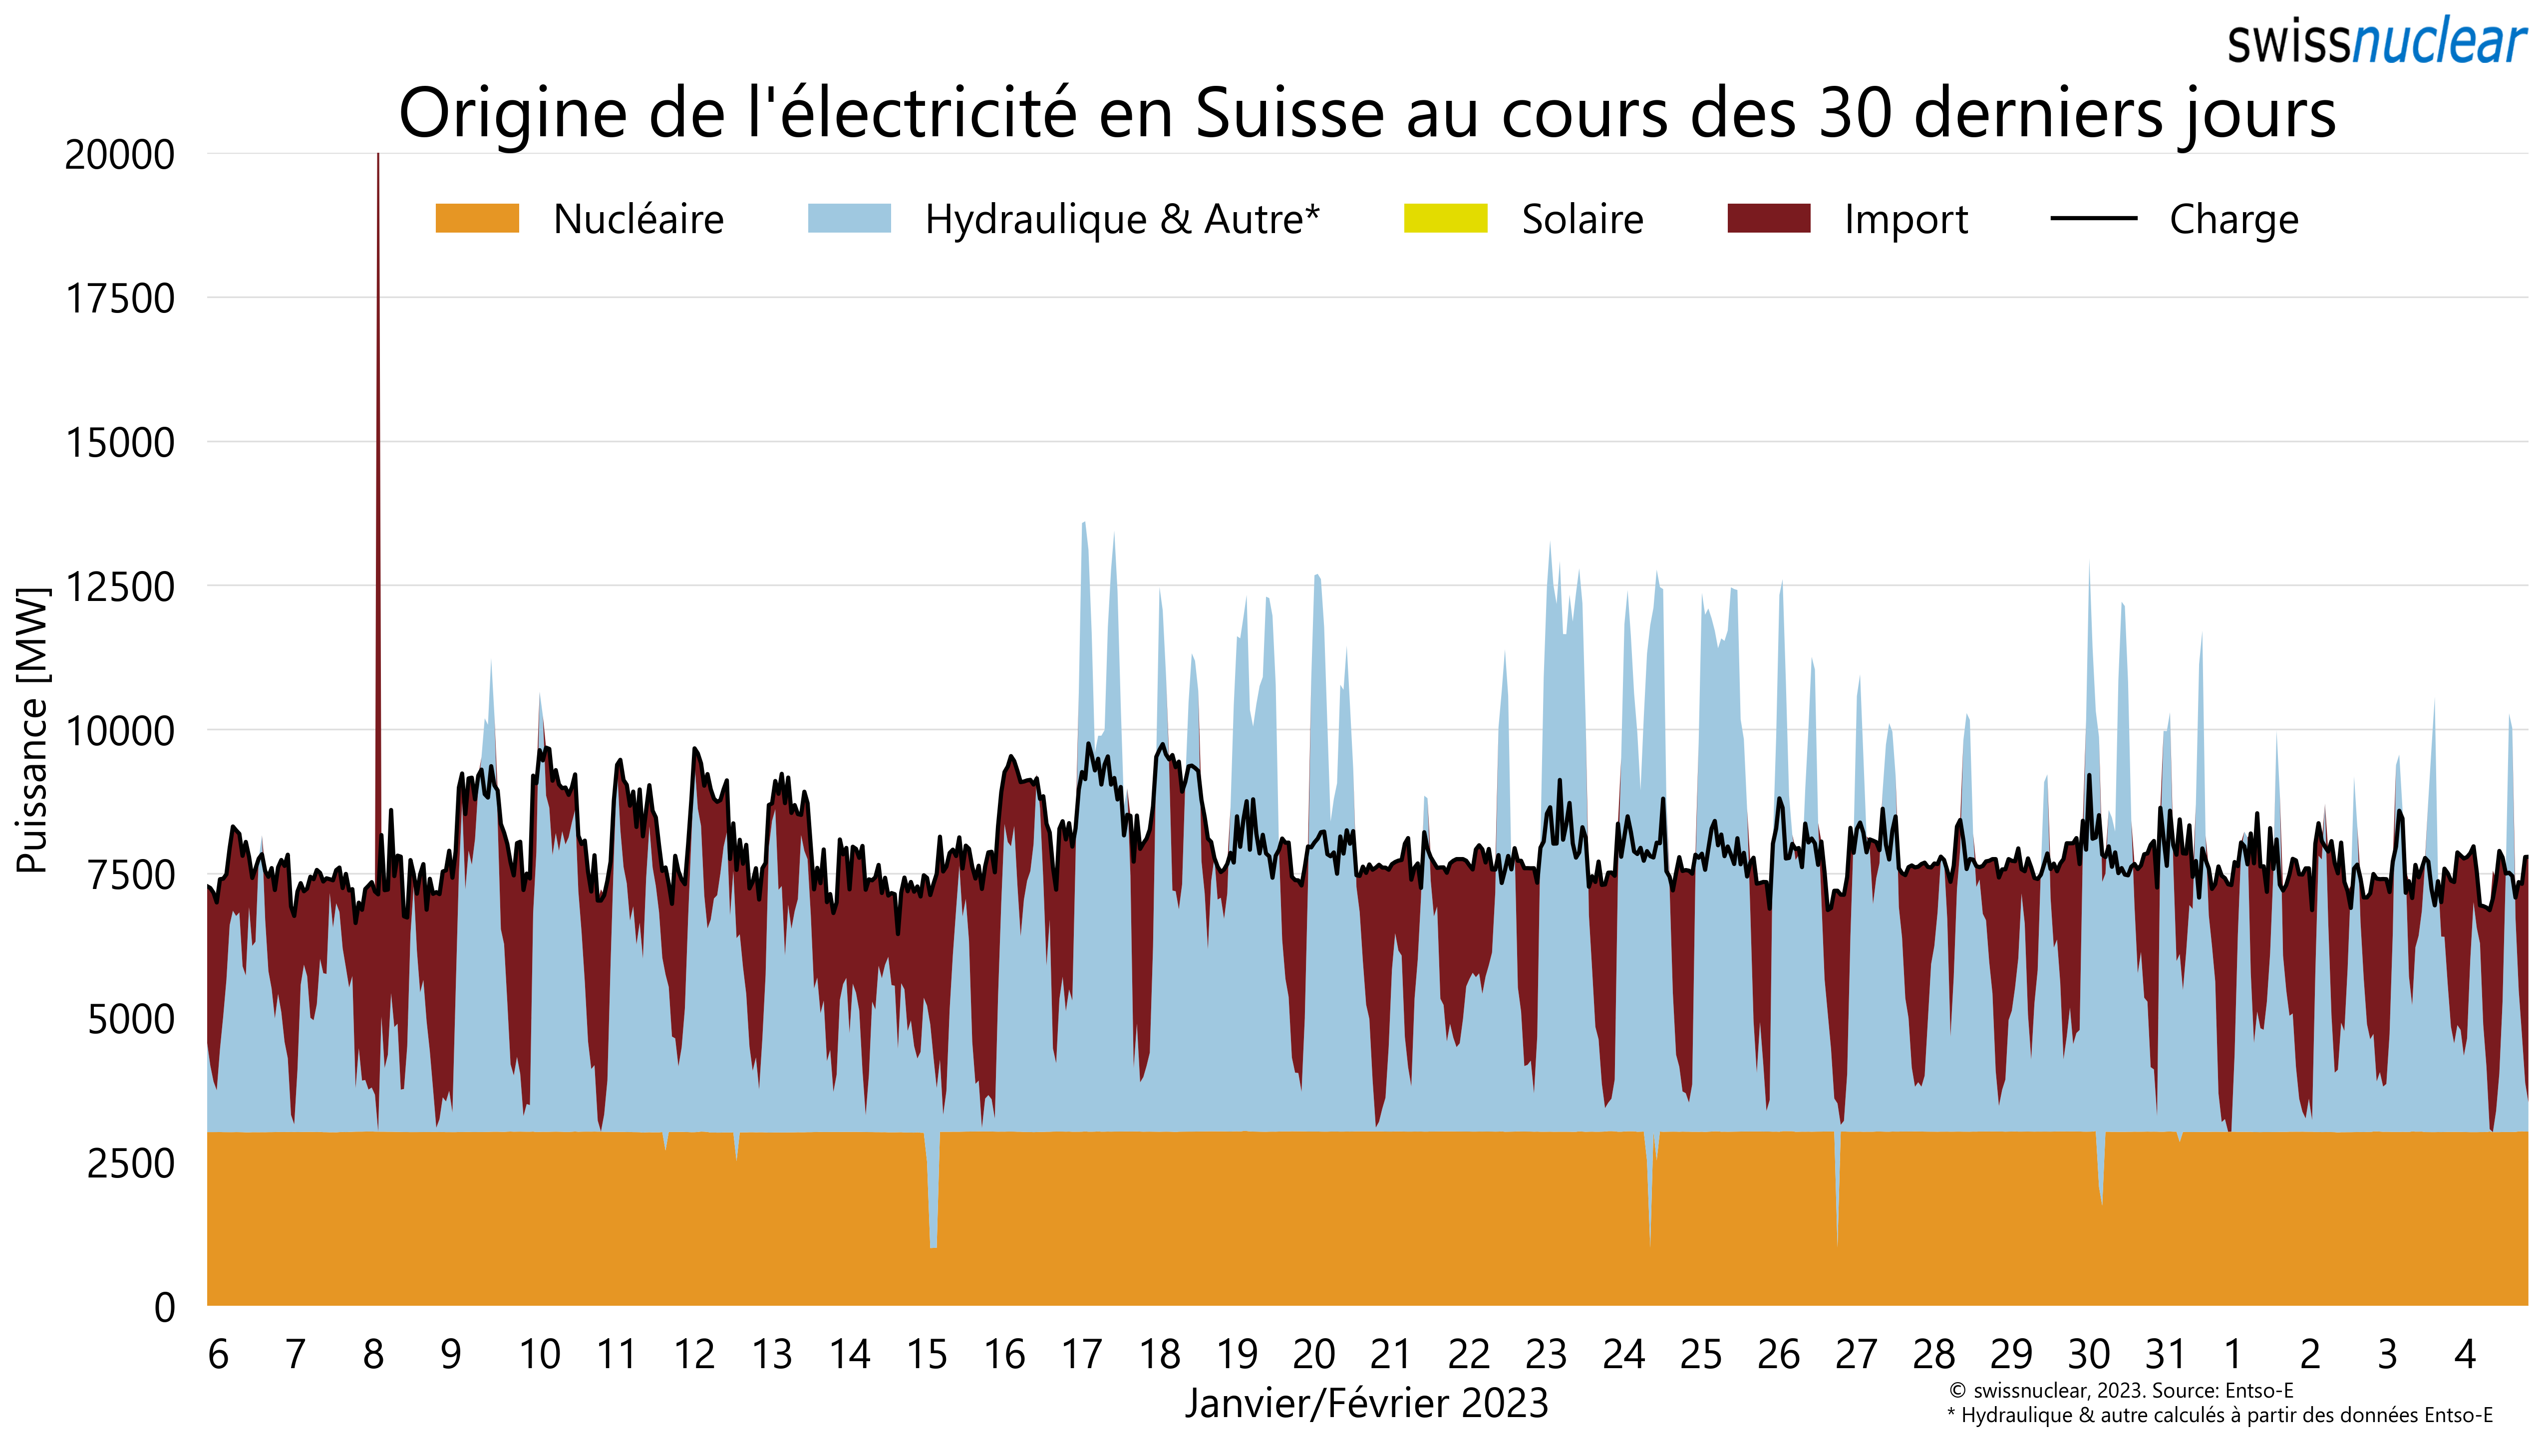 swissnuclear
Origine de l'électricité en Suisse au cours des 30 derniers jours
20000
17500
15000
12500
10000
7500
5000
2500
0
Puissance [MW]
Nucléaire Hydraulique & Autre* Solaire Import Charge
6 7 8 9 10 11 12 13 14 15 16 17 18 19 20 21 22 23 24 25 26 27 28 29 30 31 1 2 3 4
Janvier/Février 2023
© swissnuclear, 2023. Source: Entso-E
* Hydraulique & autre calculés à partir des données Entso-E